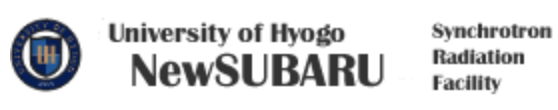 University of Hyogo
NewSUBARU
Synchrotron
Radiation
Facility